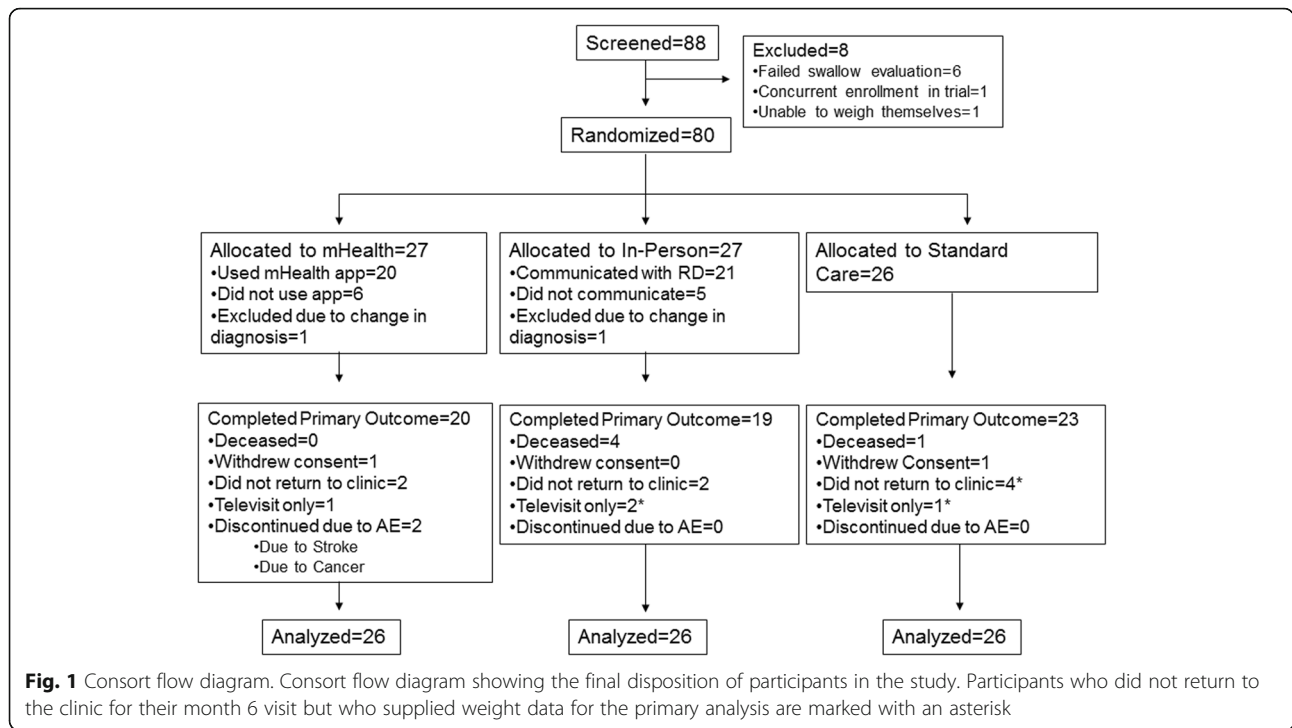 Screened=88
Excluded=8
•Failed swallow evaluation=6
•Concurrent enrollment in trial=1
•Unable to weigh themselves=1
Randomized=80
Allocated to mHealth=27
•Used mHealth app=20
•Did not use app=6
•Excluded due to change in
diagnosis=1
Allocated to In-Person=27
•Communicated with RD=21
•Did not communicate=5
•Excluded due to change in
diagnosis=1
Allocated to Standard
Care=26
Completed Primary Outcome=20
•Deceased=0
•Withdrew consent=1
•Did not return to clinic=2
•Televisit only=1
•Discontinued due to AE=2
•Due to Stroke
•Due to Cancer
Completed Primary Outcome=19
•Deceased=4
•Withdrew consent=0
•Did not return to clinic=2
•Televisit only=2*
•Discontinued due to AE=0
Completed Primary Outcome=23
•Deceased=1
•Withdrew Consent=1
•Did not return to clinic=4*
•Televisit only=1*
•Discontinued due to AE=0
Analyzed=26
Analyzed=26
Analyzed=26
Fig. 1 Consort flow diagram. Consort flow diagram showing the final disposition of participants in the study. Participants who did not return to
the clinic for their month 6 visit but who supplied weight data for the primary analysis are marked with an asterisk